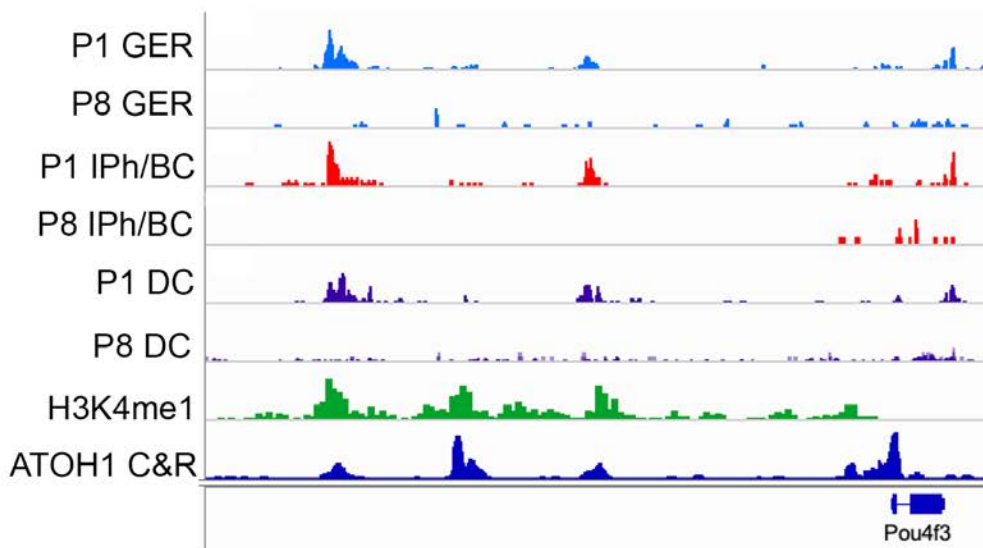 P1 GER
P8 GER
P1 IPh/BC
P8 IPh/BC
P1 DC
P8 DC
H3K4me1
ATOH1 C&R
Pou4f3